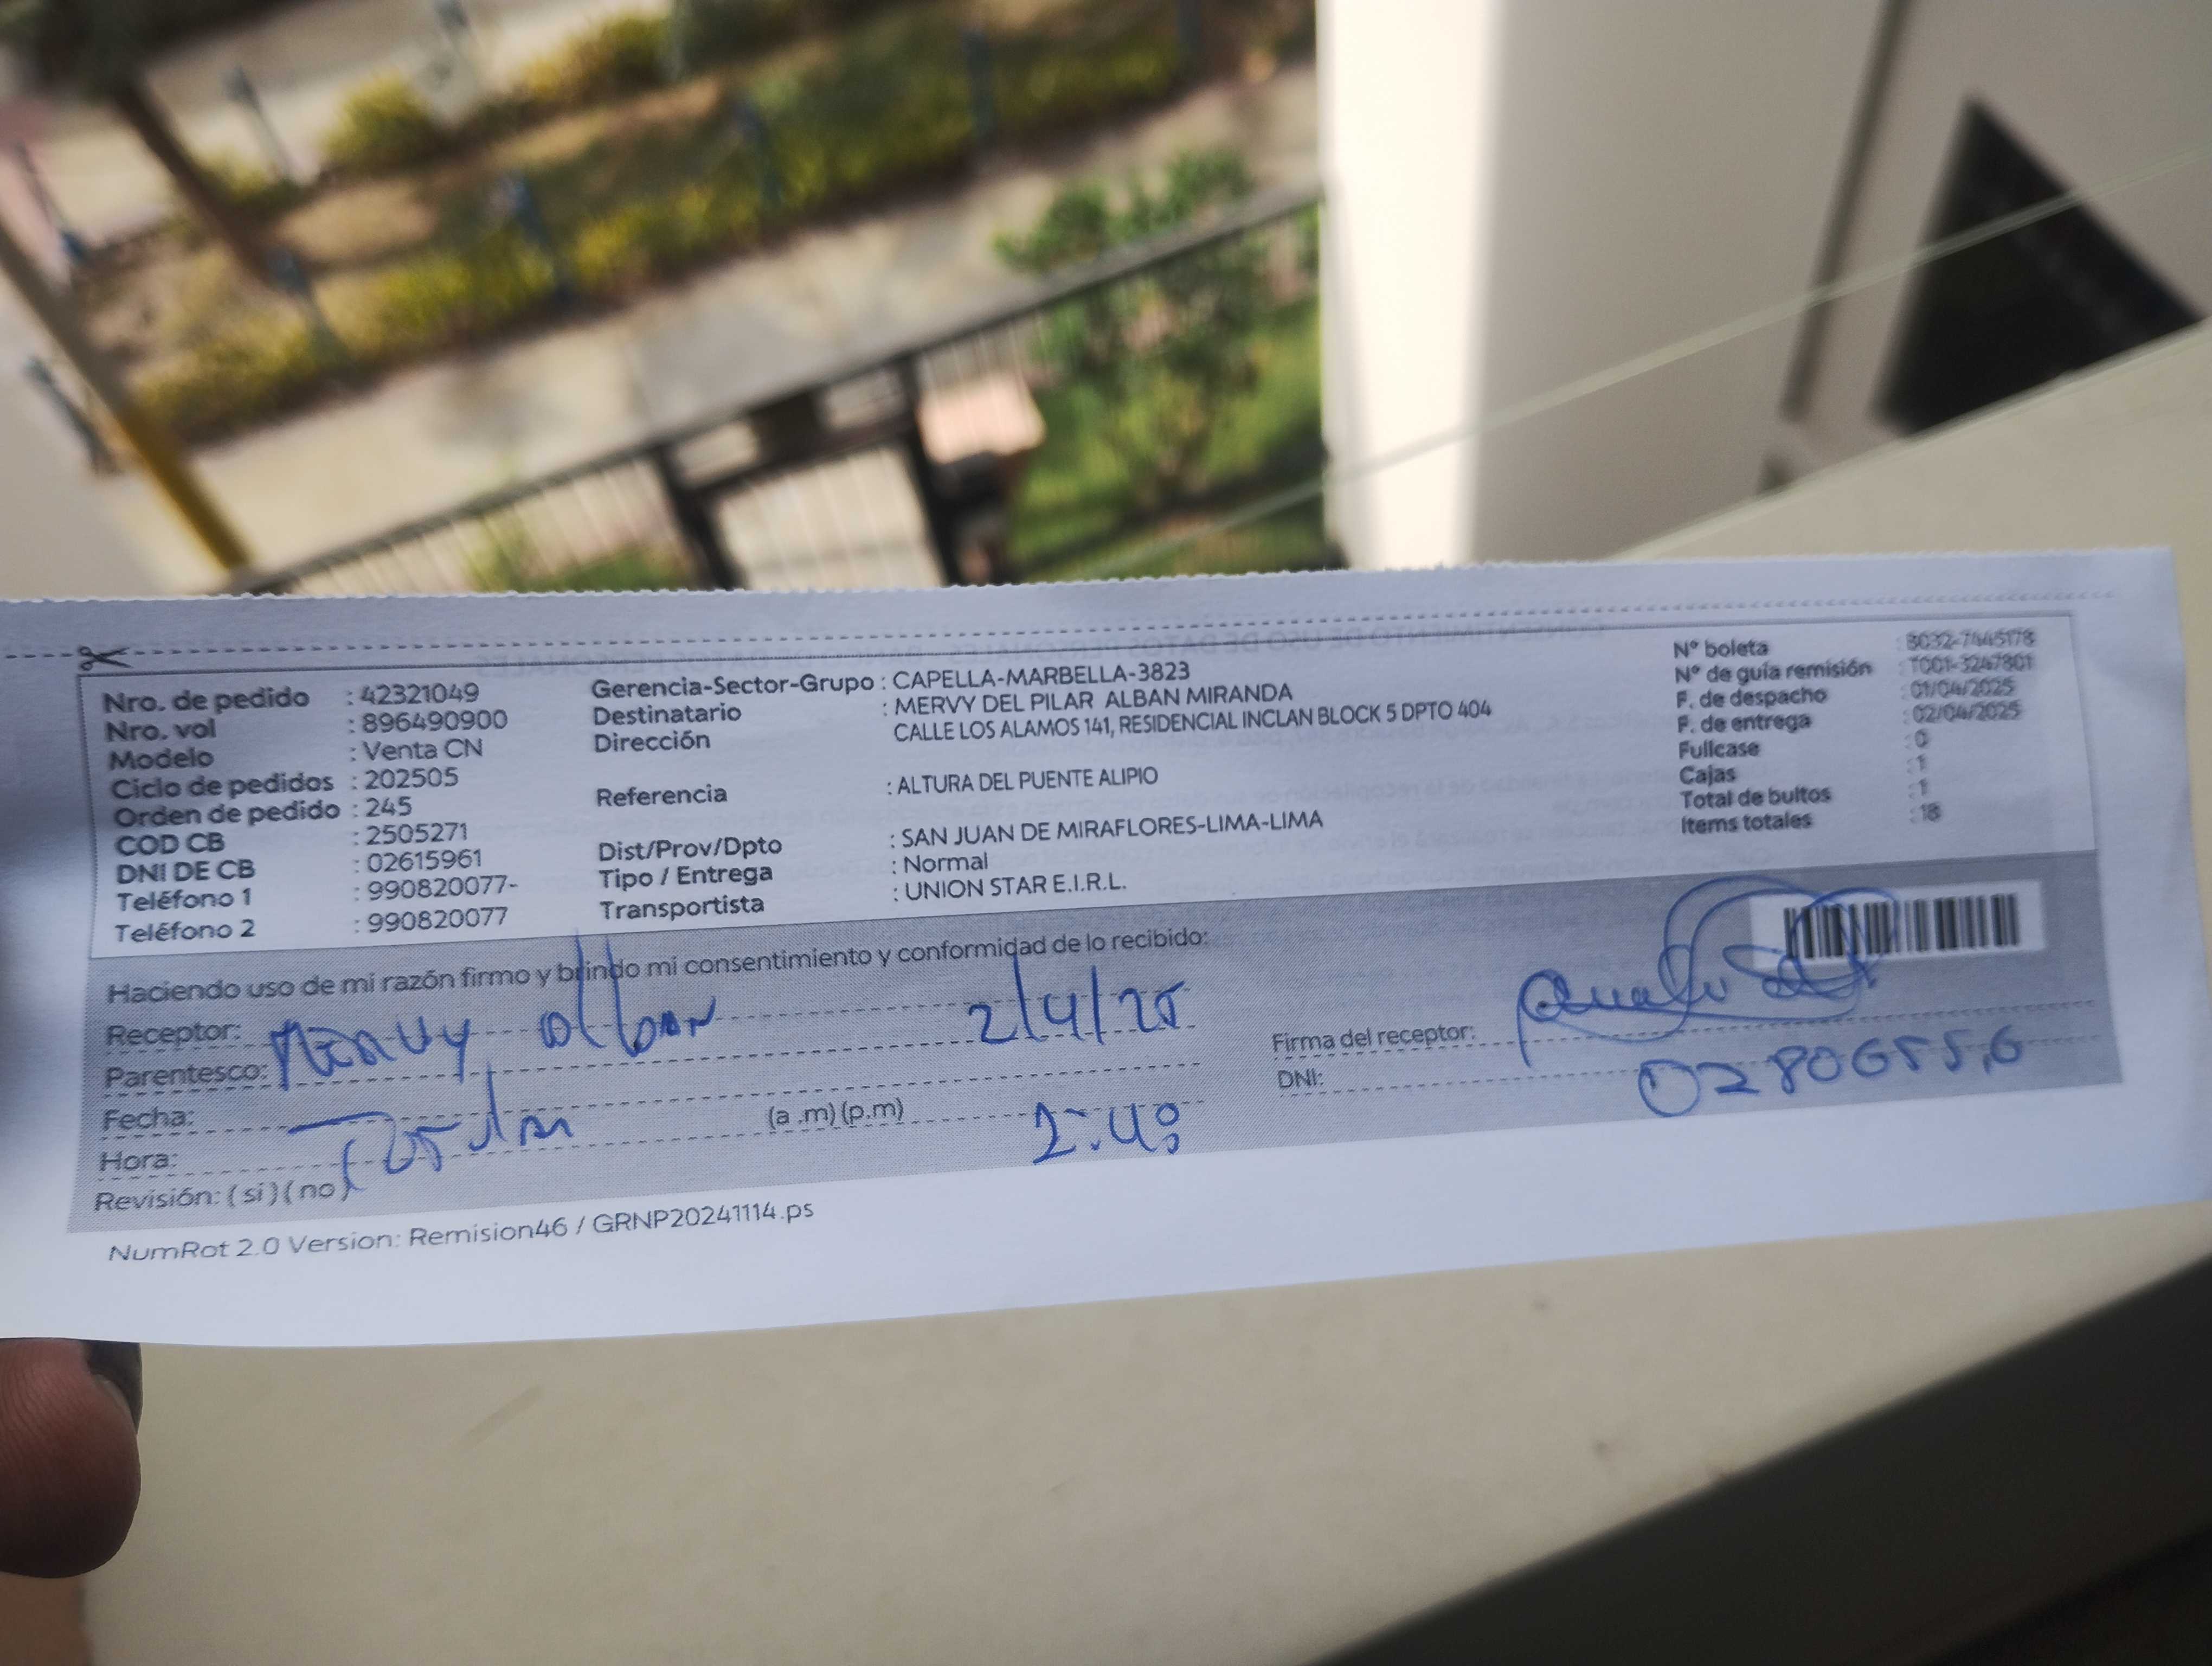 Nro. de pedido : 42321049
Nro. vol : 896490900
Modelo : Venta CN
Ciclo de pedidos : 202505
Orden de pedido : 245
COD CB : 2505271
DNI DE CB : 02615961
Teléfono 1 : 990820077-
Teléfono 2 : 990820077
Gerencia-Sector-Grupo : CAPELLA-MARBELLA-3823
Destinatario : MERVY DEL PILAR ALBAN MIRANDA
Dirección CALLE LOS ALAMOS 141, RESIDENCIAL INCLAN BLOCK 5 DPTO 404
Referencia : ALTURA DEL PUENTE ALIPIO
Dist/Prov/Dpto : SAN JUAN DE MIRAFLORES-LIMA-LIMA
Tipo / Entrega : Normal
Transportista : UNION STAR E.I.R.L.
Nº boleta
Nº de guía remisión : T001-3247801
F. de despacho : 01/04/2025
F. de entrega : 02/04/2025
Fullcase : 0
Cajas : 1
Total de bultos : 1
Items totales : 18
Haciendo uso de mi razón firmo y brindo mi consentimiento y conformidad de lo recibido:
Receptor: Mervy Alban 2/4/25
Parentesco:
Fecha:
Hora: (a .m) (p.m) 2:48
Revisión: ( si ) ( no )
Firma del receptor:
DNI: 02806556
NumRot 2.0 Version: Remision46 / GRNP20241114.ps